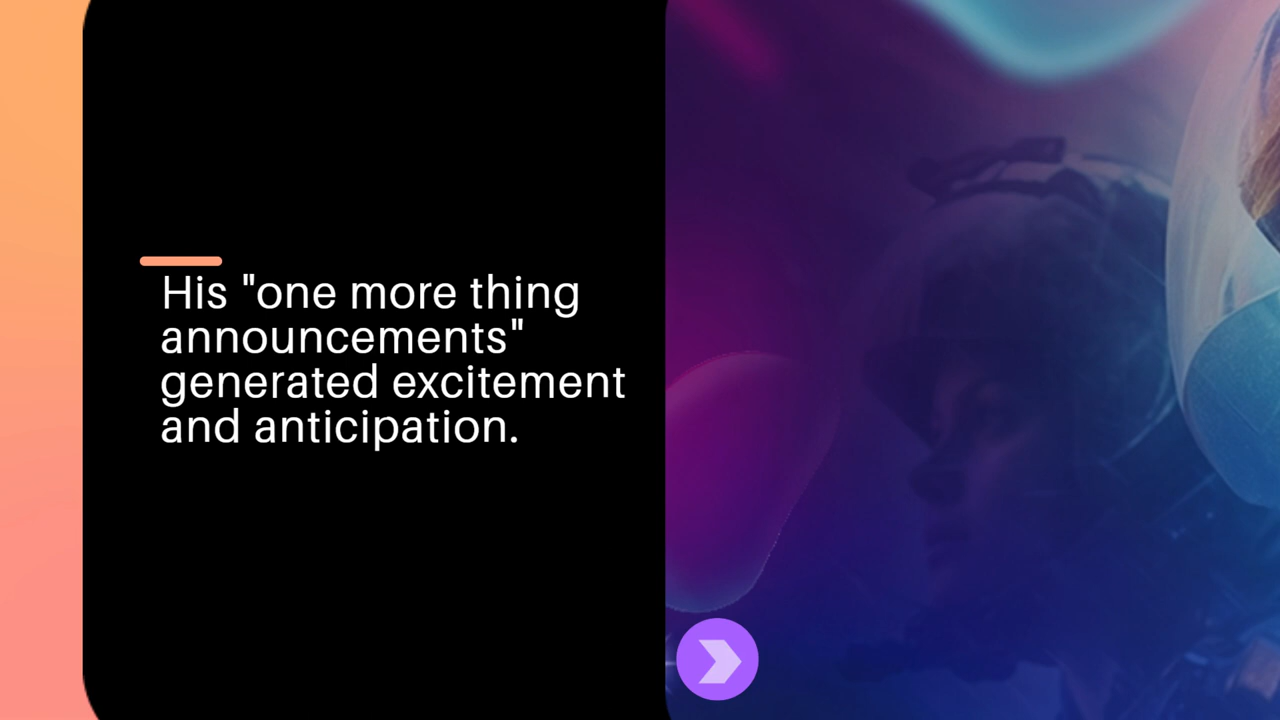 His "one more thing
announcements"
generated excitement
and anticipation.